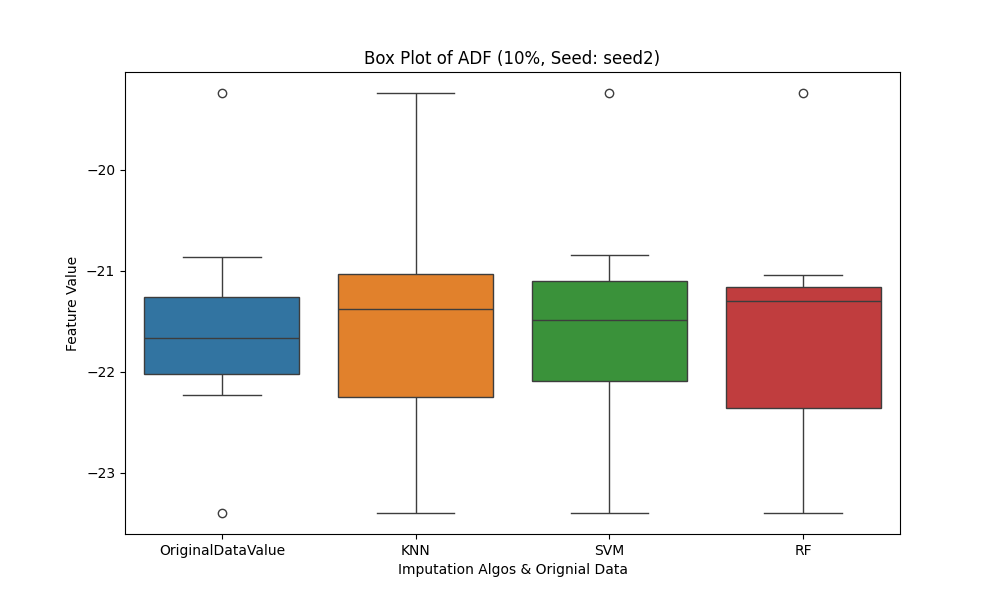 Box Plot of ADF (10%, Seed: seed2)
−20
−21
−22
−23
Feature Value
OriginalDataValue KNN SVM RF
Imputation Algos & Orignial Data